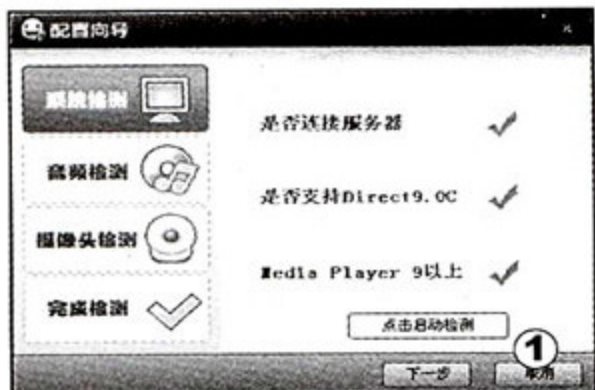 配置向导
系统检测
是否连接服务器
音频检测
是否支持Direct9.0C
摄像头检测
Media Player 9以上
完成检测
点击启动检测
下一步
1